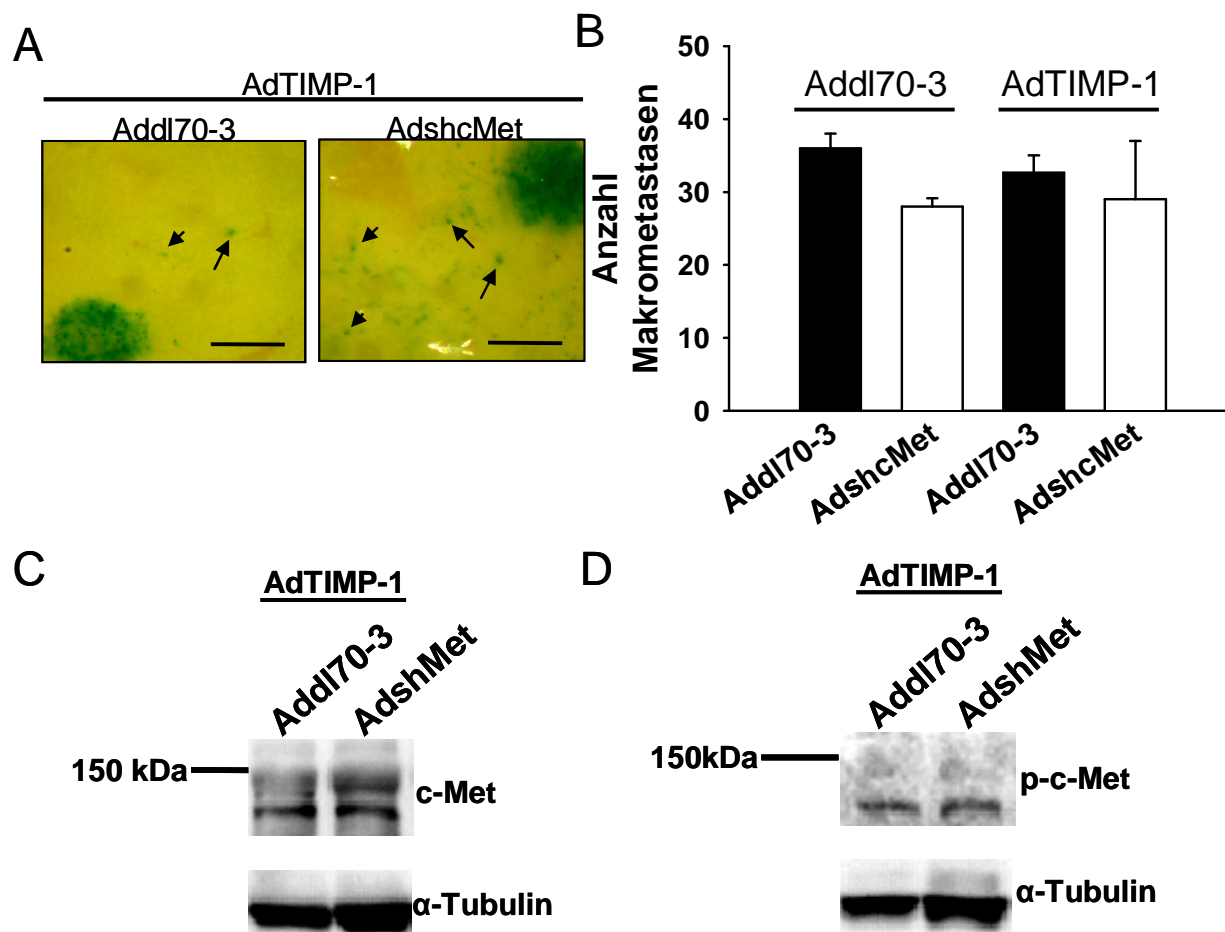 A
AdTIMP-1
Addl70-3
AdshcMet
B
Anzahl
Makrometastasen
50
40
30
20
10
0
Addl70-3
AdTIMP-1
Addl70-3
AdshcMet
Addl70-3
AdshcMet
C
AdTIMP-1
Addl70-3
AdshMet
150 kDa
c-Met
α-Tubulin
D
AdTIMP-1
Addl70-3
AdshMet
150kDa
p-c-Met
α-Tubulin